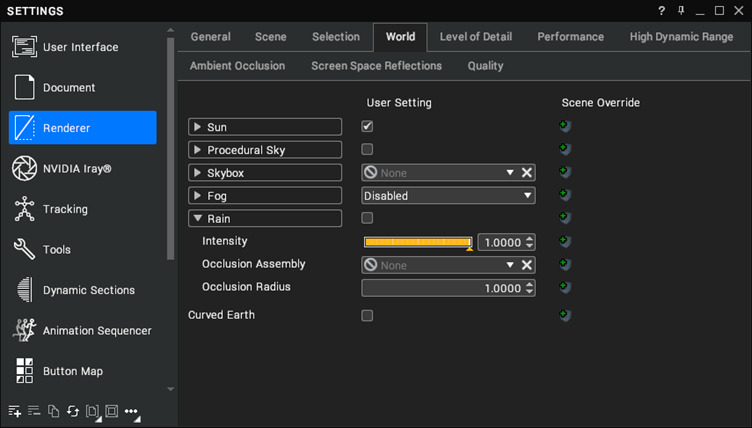 SETTINGS
?
User Interface
Document
Renderer
NVIDIA Iray®
Tracking
Tools
Dynamic Sections
Animation Sequencer
Button Map
General Scene Selection World Level of Detail Performance High Dynamic Range
Ambient Occlusion Screen Space Reflections Quality
User Setting Scene Override
Sun
Procedural Sky
Skybox None
Fog Disabled
Rain
Intensity 1.0000
Occlusion Assembly None
Occlusion Radius 1.0000
Curved Earth